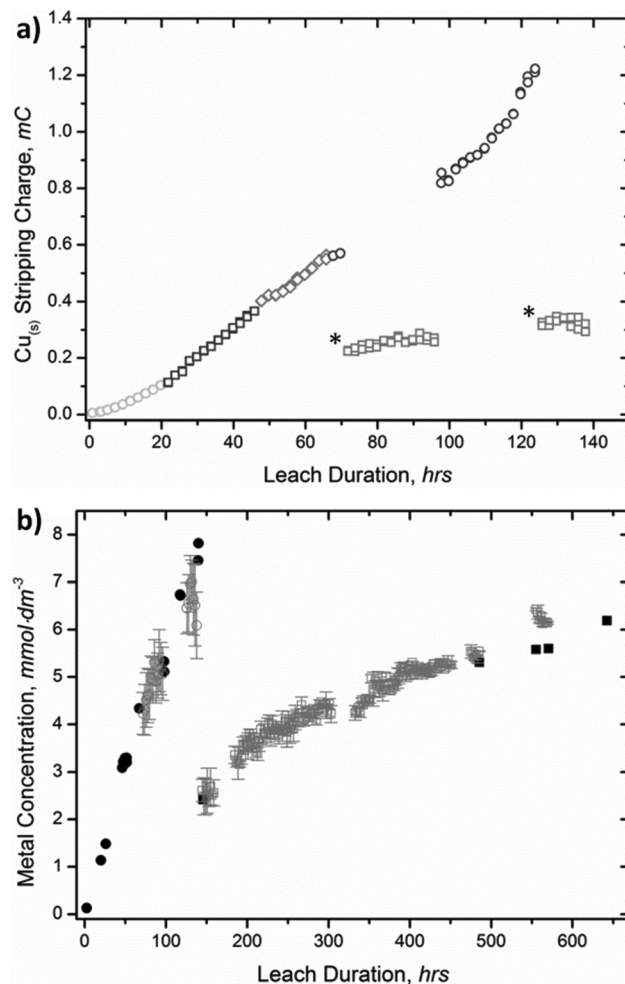 a)
1.4
1.2
1.0
0.8
0.6
0.4
0.2
0.0
Cu(s) Stripping Charge, mC
*
*
0 20 40 60 80 100 120 140
Leach Duration, hrs
b)
8
7
6
5
4
3
2
1
0
Metal Concentration, mmol·dm-3
0 100 200 300 400 500 600
Leach Duration, hrs